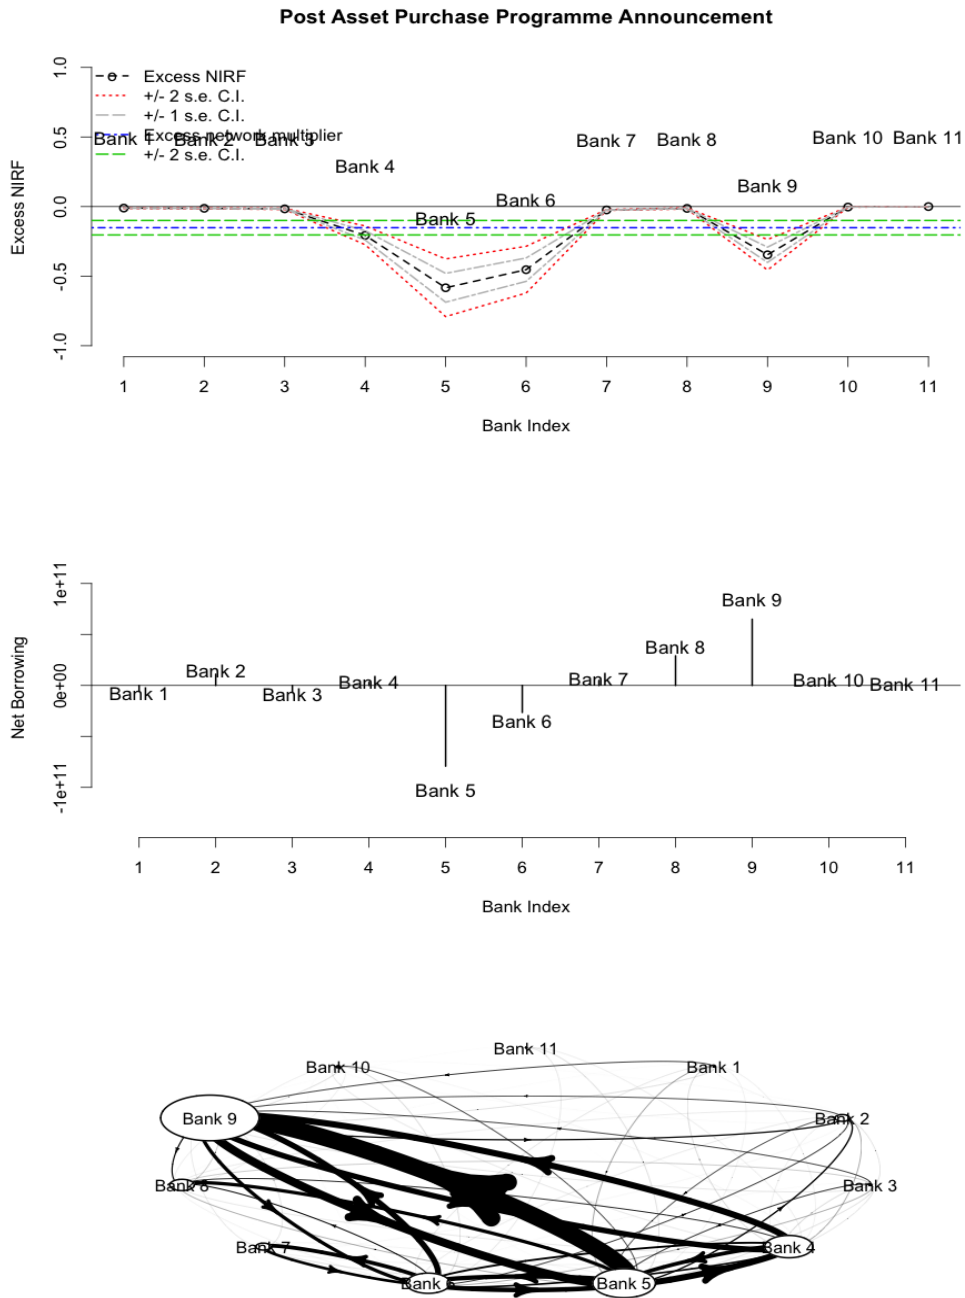 Post Asset Purchase Programme Announcement
1.0
0.5
0.0
-0.5
-1.0
Excess NIRF
Excess NIRF
+/- 2 s.e. C.I.
+/- 1 s.e. C.I.
Excess network multiplier
+/- 2 s.e. C.I.
Bank 1 Bank 2 Bank 3 Bank 4 Bank 5 Bank 6 Bank 7 Bank 8 Bank 9 Bank 10 Bank 11
1 2 3 4 5 6 7 8 9 10 11
Bank Index
1e+11
0e+00
-1e+11
Net Borrowing
Bank 1 Bank 2 Bank 3 Bank 4 Bank 5 Bank 6 Bank 7 Bank 8 Bank 9 Bank 10 Bank 11
1 2 3 4 5 6 7 8 9 10 11
Bank Index
Bank 11
Bank 10 Bank 1
Bank 9 Bank 2
Bank 8 Bank 3
Bank 7 Bank 4
Bank 6 Bank 5